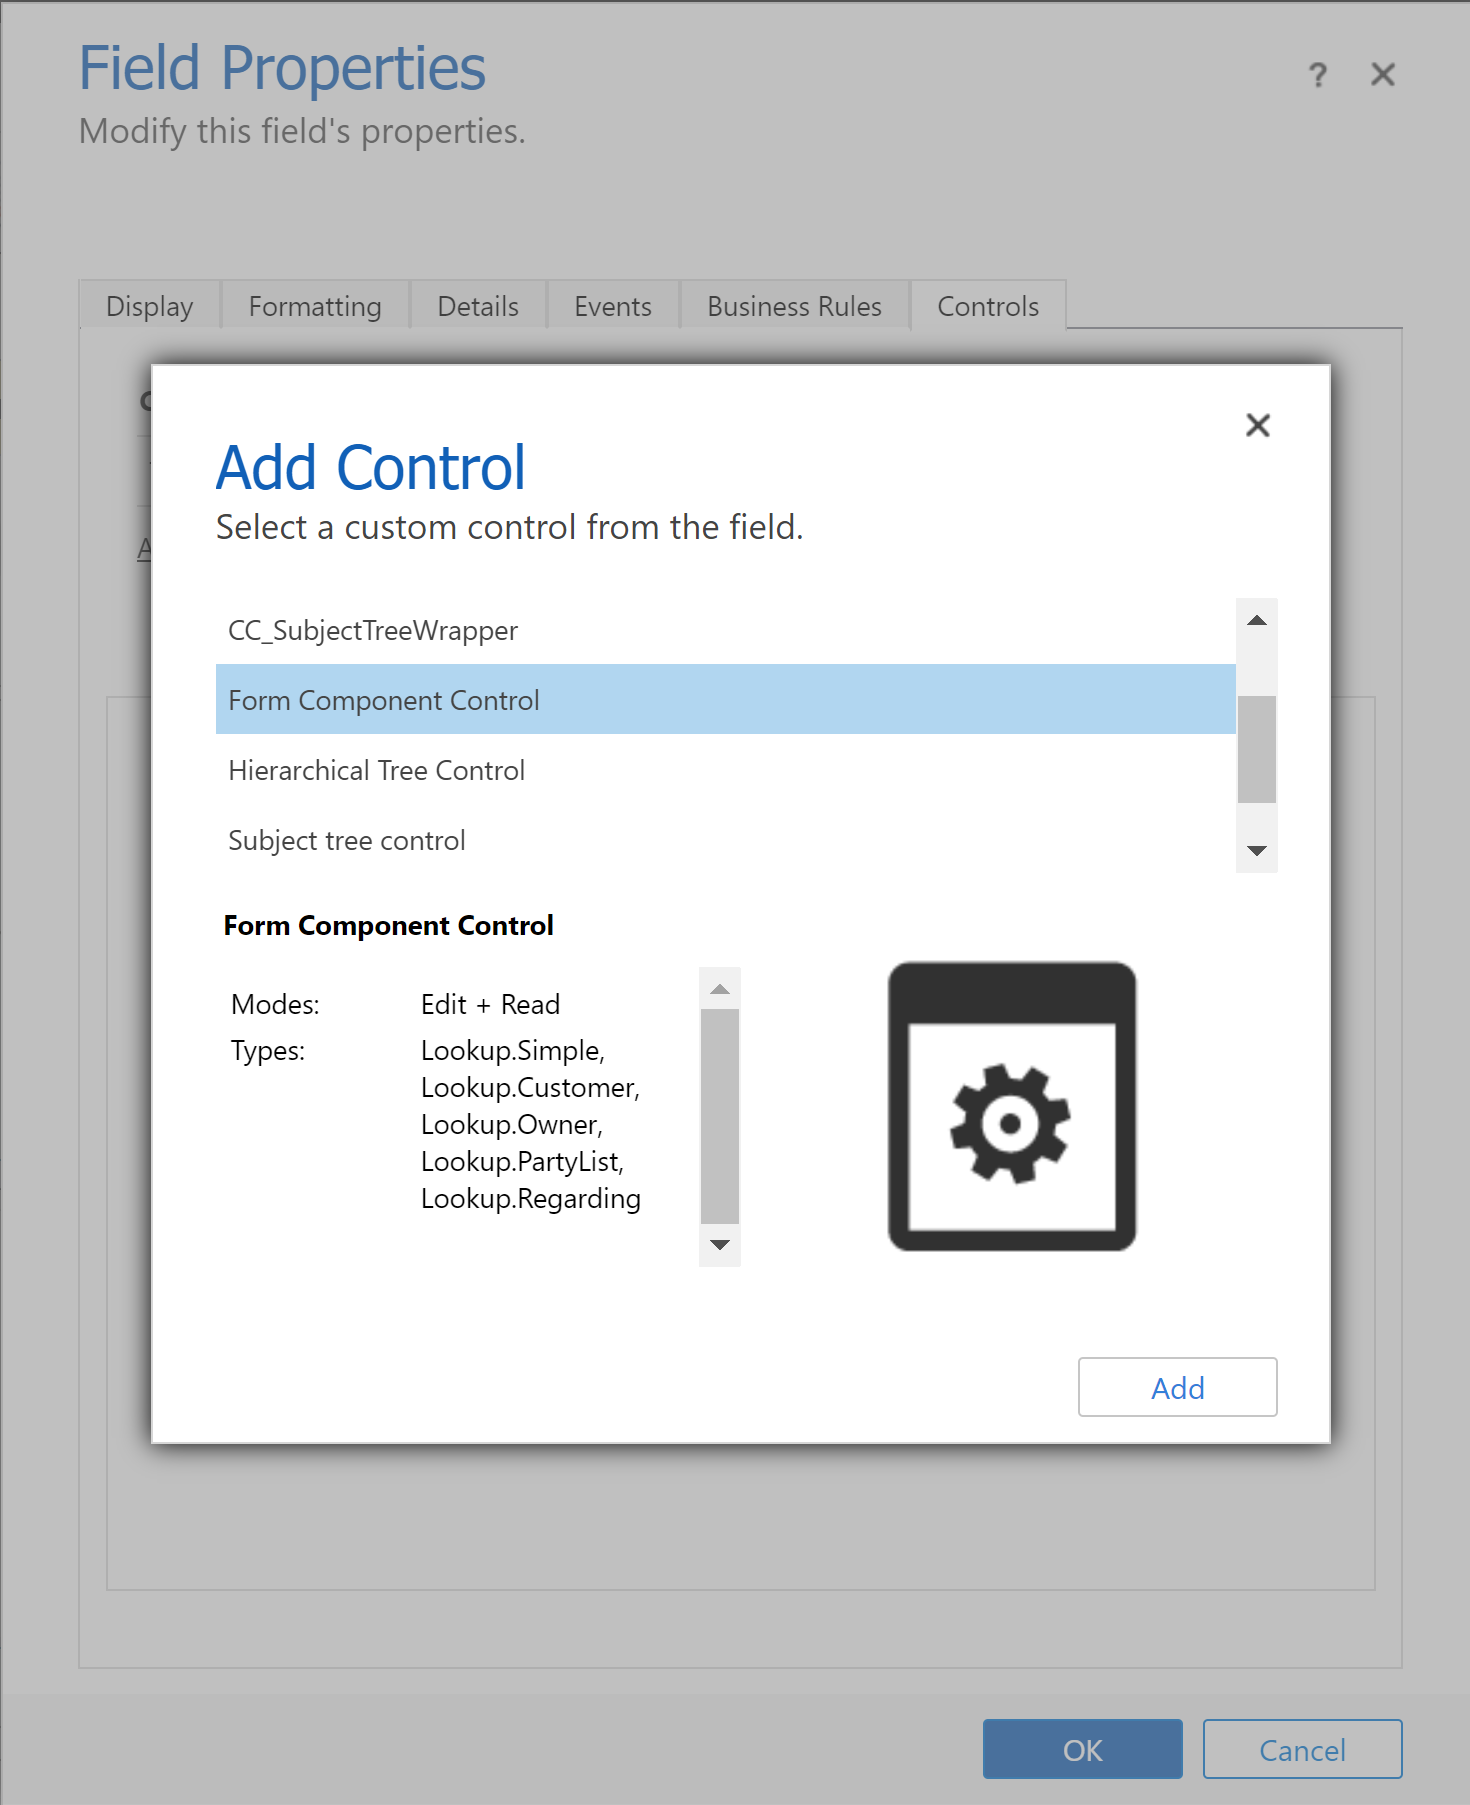 Field Properties
?
Modify this field's properties.
Display Formatting Details Events Business Rules Controls
Add Control
Select a custom control from the field.
CC_SubjectTreeWrapper
Form Component Control
Hierarchical Tree Control
Subject tree control
Form Component Control
Modes: Edit + Read
Types: Lookup.Simple,
Lookup.Customer,
Lookup.Owner,
Lookup.PartyList,
Lookup.Regarding
Add
OK Cancel